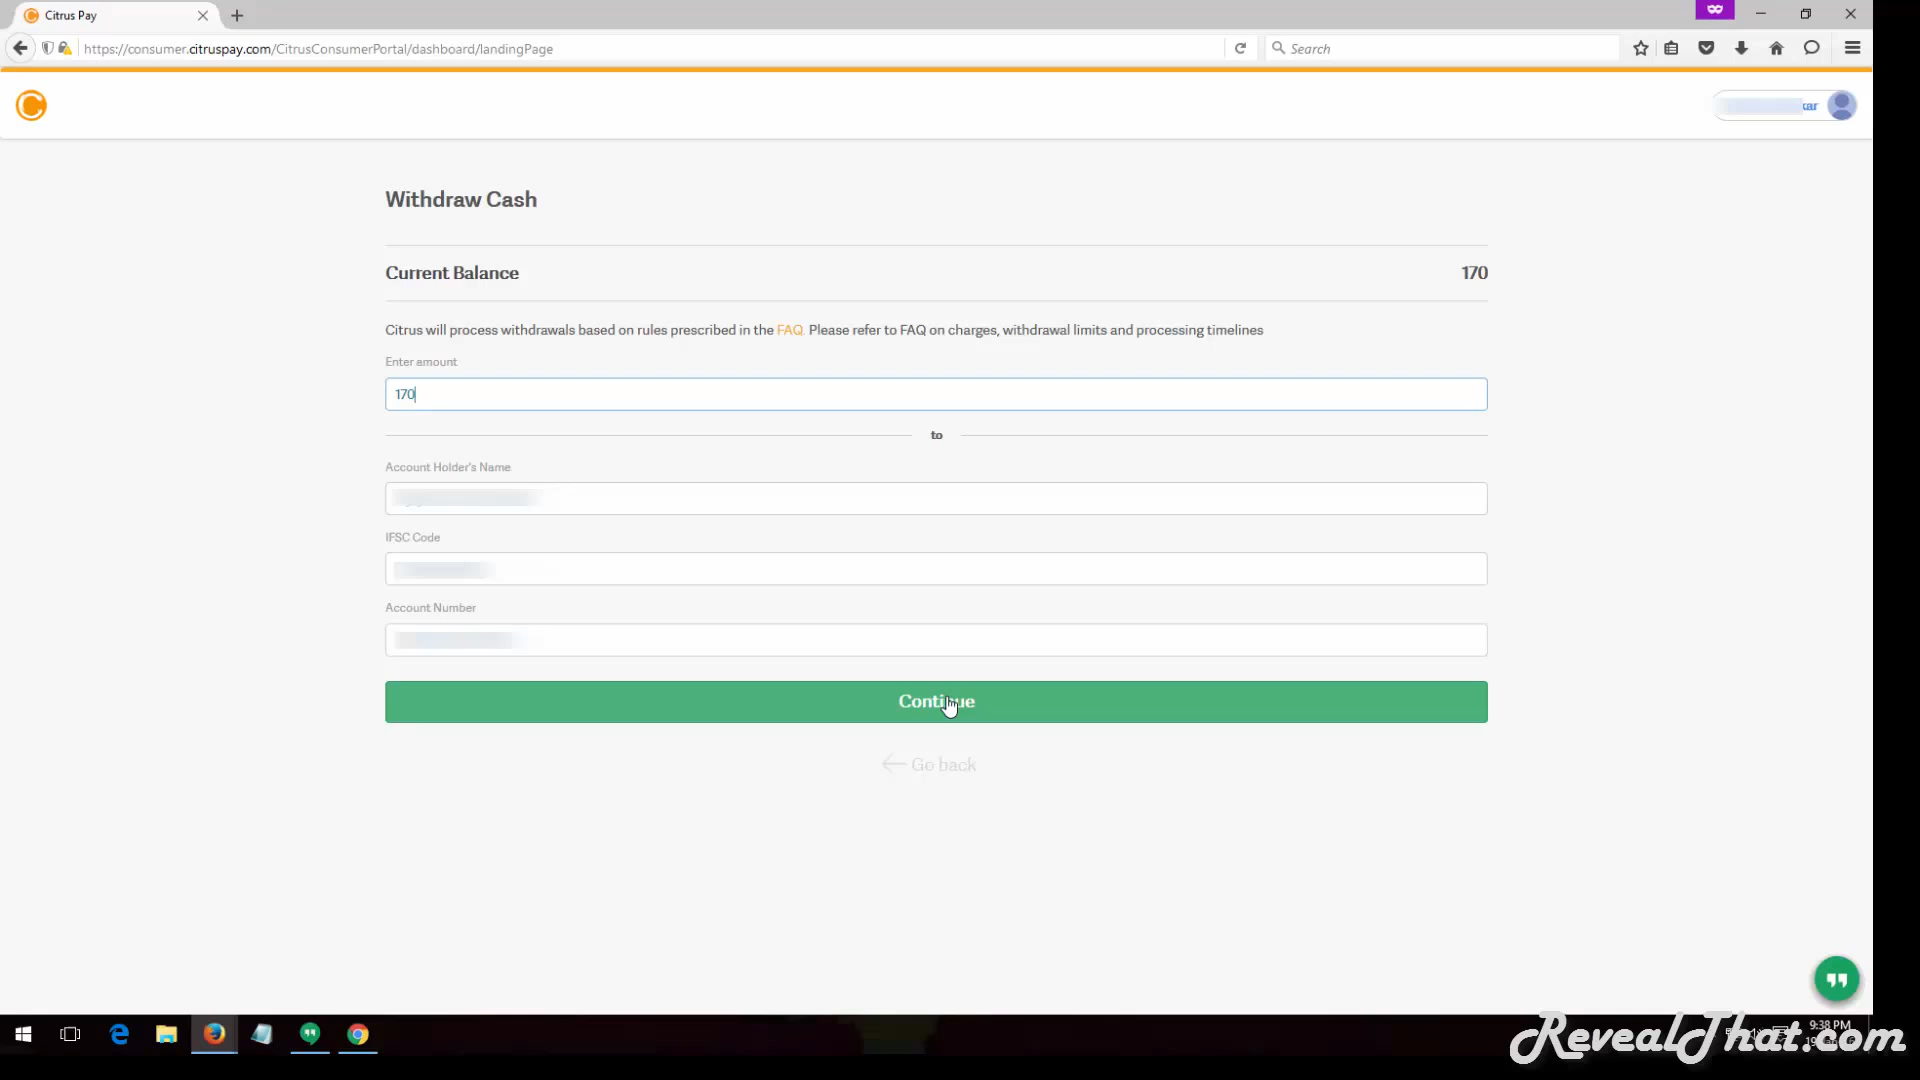 Citrus Pay
https://consumer.citruspay.com/CitrusConsumerPortal/dashboard/landingPage
Search
kar
Withdraw Cash
Current Balance 170
Citrus will process withdrawals based on rules prescribed in the FAQ. Please refer to FAQ on charges, withdrawal limits and processing timelines
Enter amount
170
to
Account Holder's Name
IFSC Code
Account Number
Continue
Go back
9:38 PM
RevealThat.com